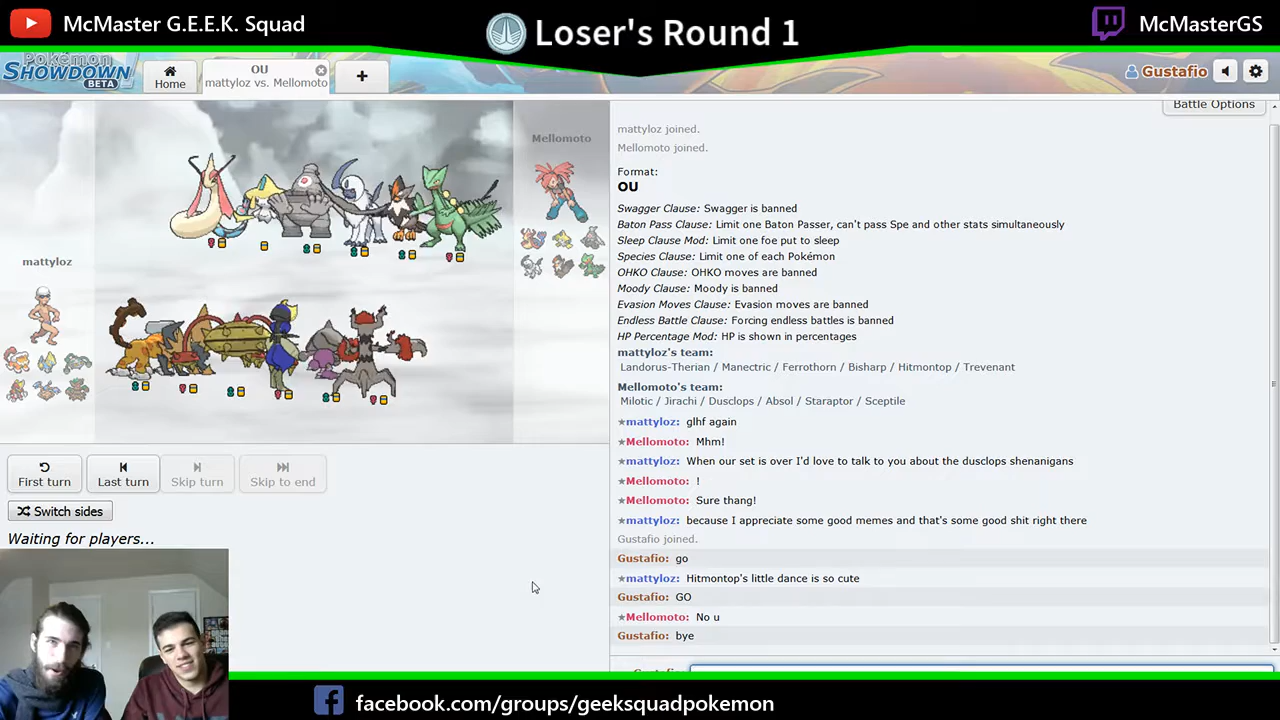 McMaster G.E.E.K. Squad
Loser's Round 1
McMasterGS
Pokémon
SHOWDOWN
BETA
Home
OU
mattyloz vs. Mellomoto
+
Gustafio
Battle Options
mattyloz
Mellomoto
First turn
Last turn
Skip turn
Skip to end
Switch sides
Waiting for players...
mattyloz joined.
Mellomoto joined.
Format:
OU
Swagger Clause: Swagger is banned
Baton Pass Clause: Limit one Baton Passer, can't pass Spe and other stats simultaneously
Sleep Clause Mod: Limit one foe put to sleep
Species Clause: Limit one of each Pokémon
OHKO Clause: OHKO moves are banned
Moody Clause: Moody is banned
Evasion Moves Clause: Evasion moves are banned
Endless Battle Clause: Forcing endless battles is banned
HP Percentage Mod: HP is shown in percentages
mattyloz's team:
Landorus-Therian / Manectric / Ferrothorn / Bisharp / Hitmontop / Trevenant
Mellomoto's team:
Milotic / Jirachi / Dusclops / Absol / Staraptor / Sceptile
★mattyloz: glhf again
★Mellomoto: Mhm!
★mattyloz: When our set is over I'd love to talk to you about the dusclops shenanigans
★Mellomoto: !
★Mellomoto: Sure thang!
★mattyloz: because I appreciate some good memes and that's some good shit right there
Gustafio joined.
Gustafio: go
★mattyloz: Hitmontop's little dance is so cute
Gustafio: GO
★Mellomoto: No u
Gustafio: bye
Gustafio:
facebook.com/groups/geeksquadpokemon